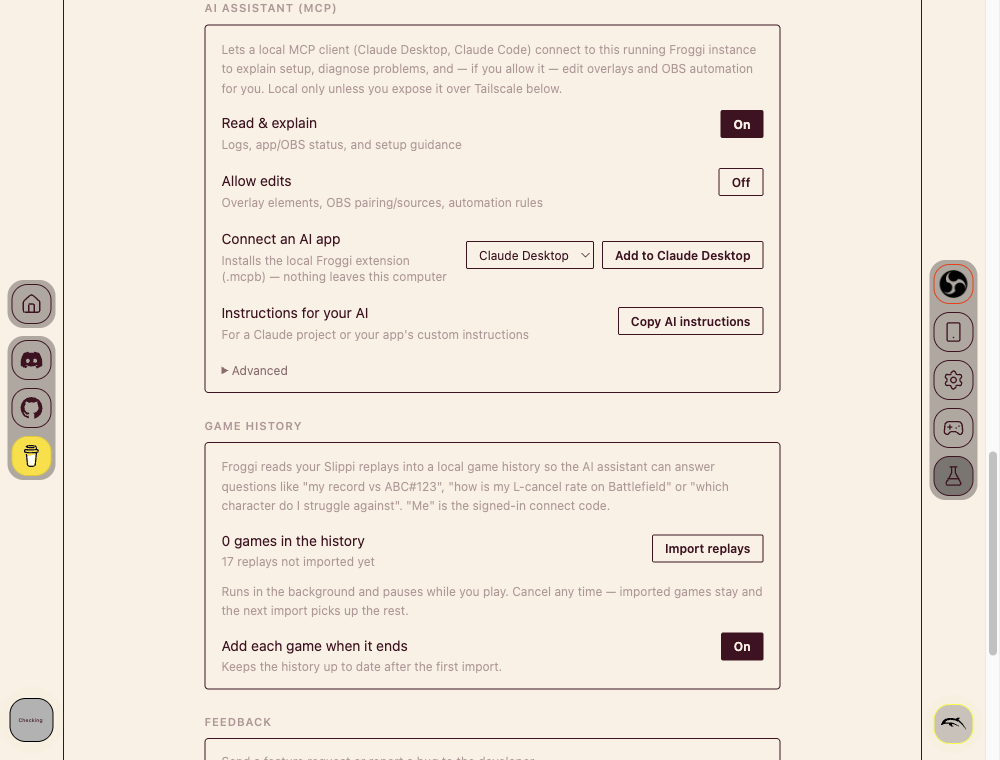 AI ASSISTANT (MCP)
Lets a local MCP client (Claude Desktop, Claude Code) connect to this running Froggi instance
to explain setup, diagnose problems, and — if you allow it — edit overlays and OBS automation
for you. Local only unless you expose it over Tailscale below.
Read & explain
On
Logs, app/OBS status, and setup guidance
Allow edits
Off
Overlay elements, OBS pairing/sources, automation rules
Connect an AI app
Installs the local Froggi extension
(.mcpb) — nothing leaves this computer
Claude Desktop
Add to Claude Desktop
Instructions for your AI
For a Claude project or your app's custom instructions
Copy AI instructions
Advanced
GAME HISTORY
Froggi reads your Slippi replays into a local game history so the AI assistant can answer
questions like "my record vs ABC#123", "how is my L-cancel rate on Battlefield" or "which
character do I struggle against". "Me" is the signed-in connect code.
0 games in the history
17 replays not imported yet
Import replays
Runs in the background and pauses while you play. Cancel any time — imported games stay and
the next import picks up the rest.
Add each game when it ends
On
Keeps the history up to date after the first import.
Checking
FEEDBACK
Send a feature request or report a bug to the developer.